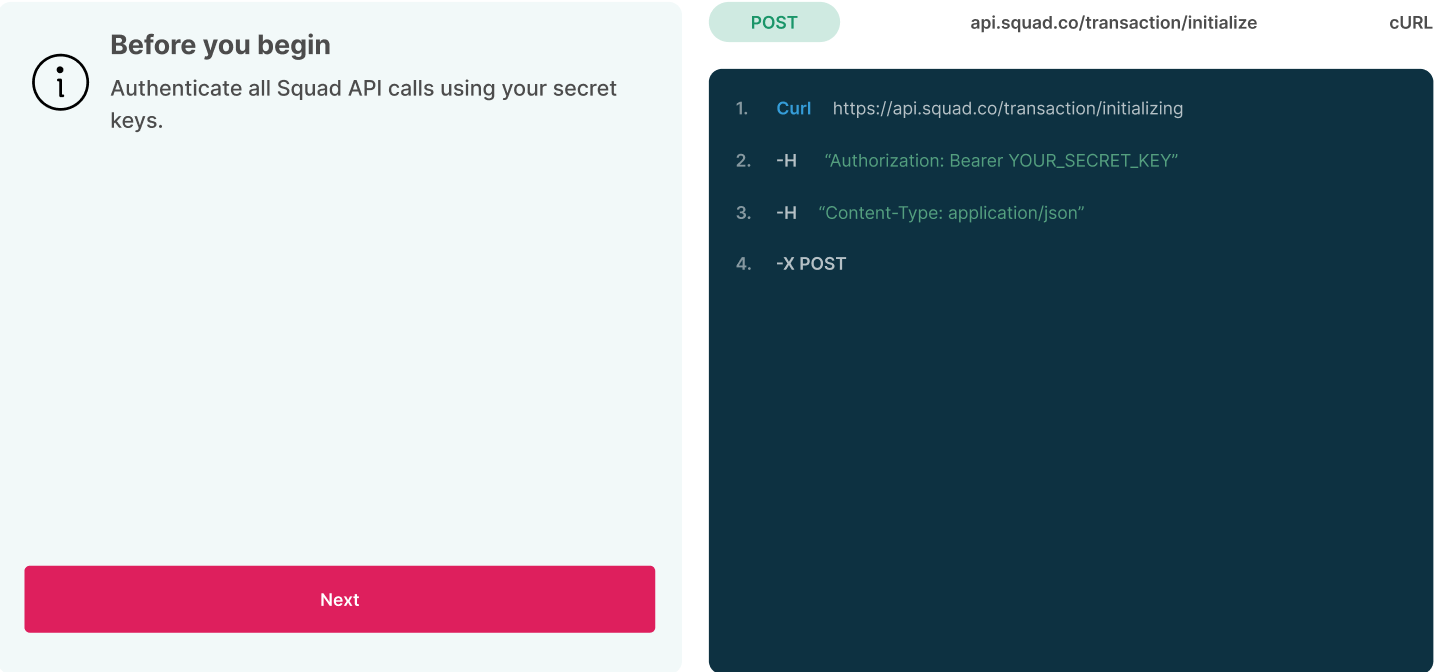 Before you begin
Authenticate all Squad API calls using your secret
keys.
Next
POST api.squad.co/transaction/initialize cURL
1. Curl https://api.squad.co/transaction/initializing
2. -H “Authorization: Bearer YOUR_SECRET_KEY”
3. -H “Content-Type: application/json”
4. -X POST